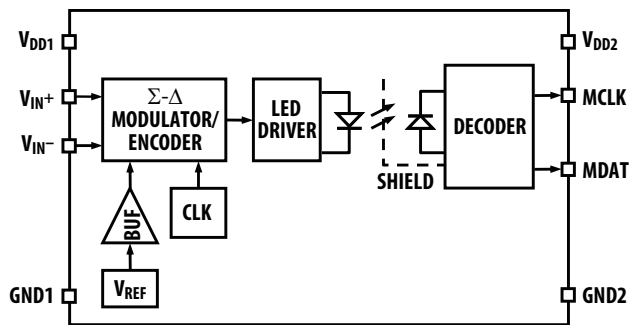 VDD1
VIN+
VIN−
GND1
Σ-Δ
MODULATOR/
ENCODER
BUF
VREF
CLK
LED
DRIVER
SHIELD
DECODER
VDD2
MCLK
MDAT
GND2